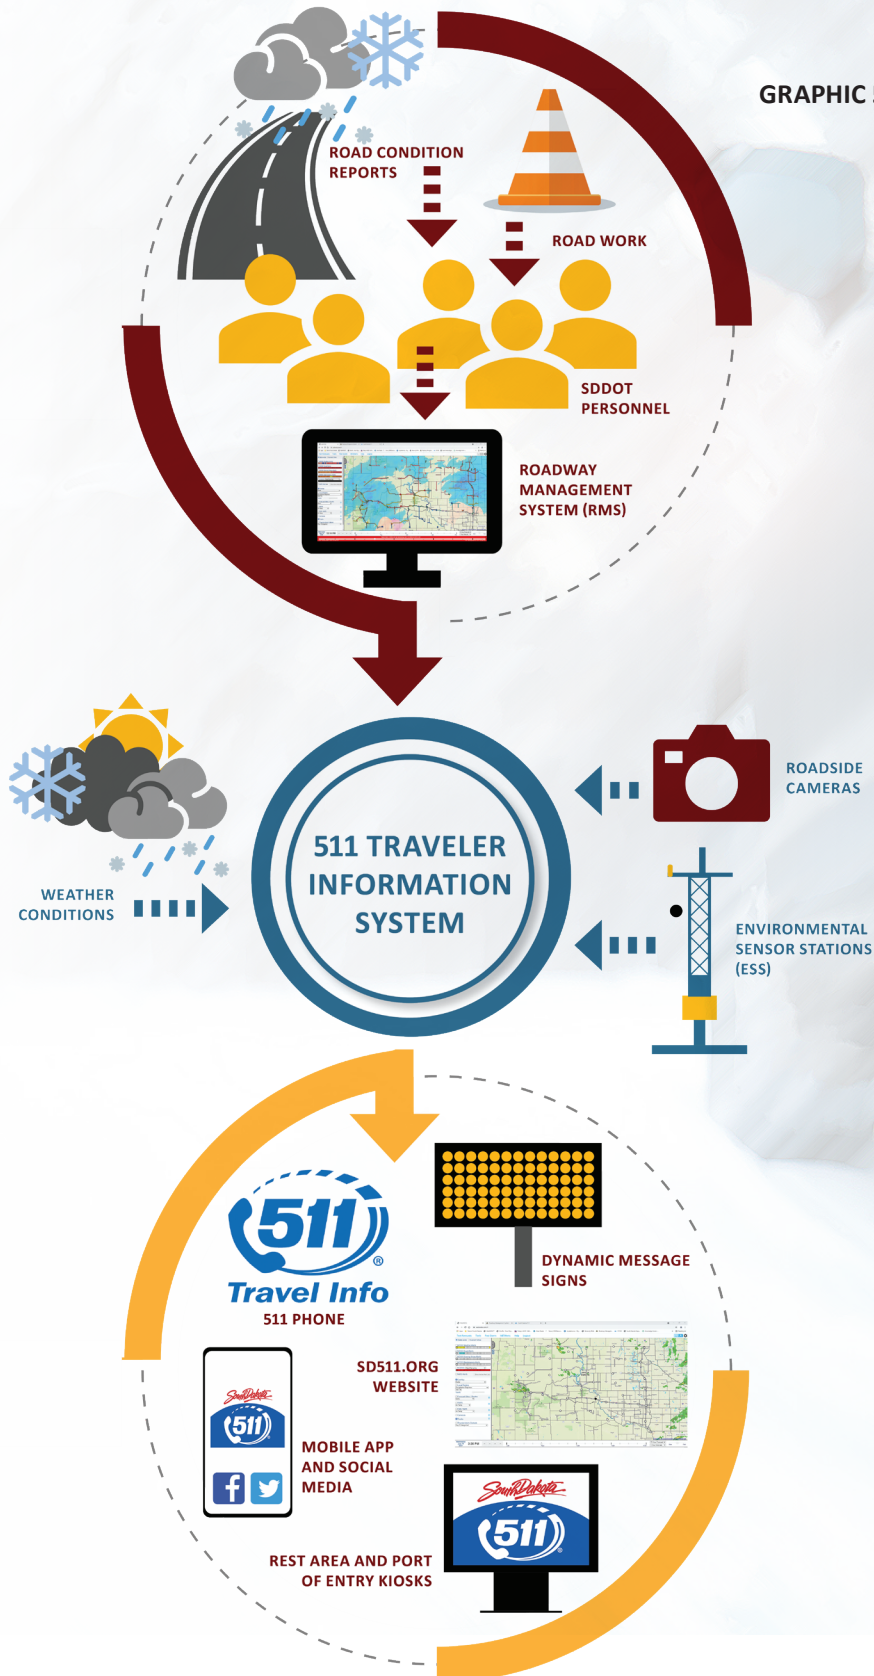 GRAPHIC
ROAD CONDITION
REPORTS
ROAD WORK
SDDOT
PERSONNEL
ROADWAY
MANAGEMENT
SYSTEM (RMS)
WEATHER
CONDITIONS
511 TRAVELER
INFORMATION
SYSTEM
ROADSIDE
CAMERAS
ENVIRONMENTAL
SENSOR STATIONS
(ESS)
511
®
Travel Info
511 PHONE
DYNAMIC MESSAGE
SIGNS
SD511.ORG
WEBSITE
South Dakota
511
MOBILE APP
AND SOCIAL
MEDIA
South Dakota
511
REST AREA AND PORT
OF ENTRY KIOSKS